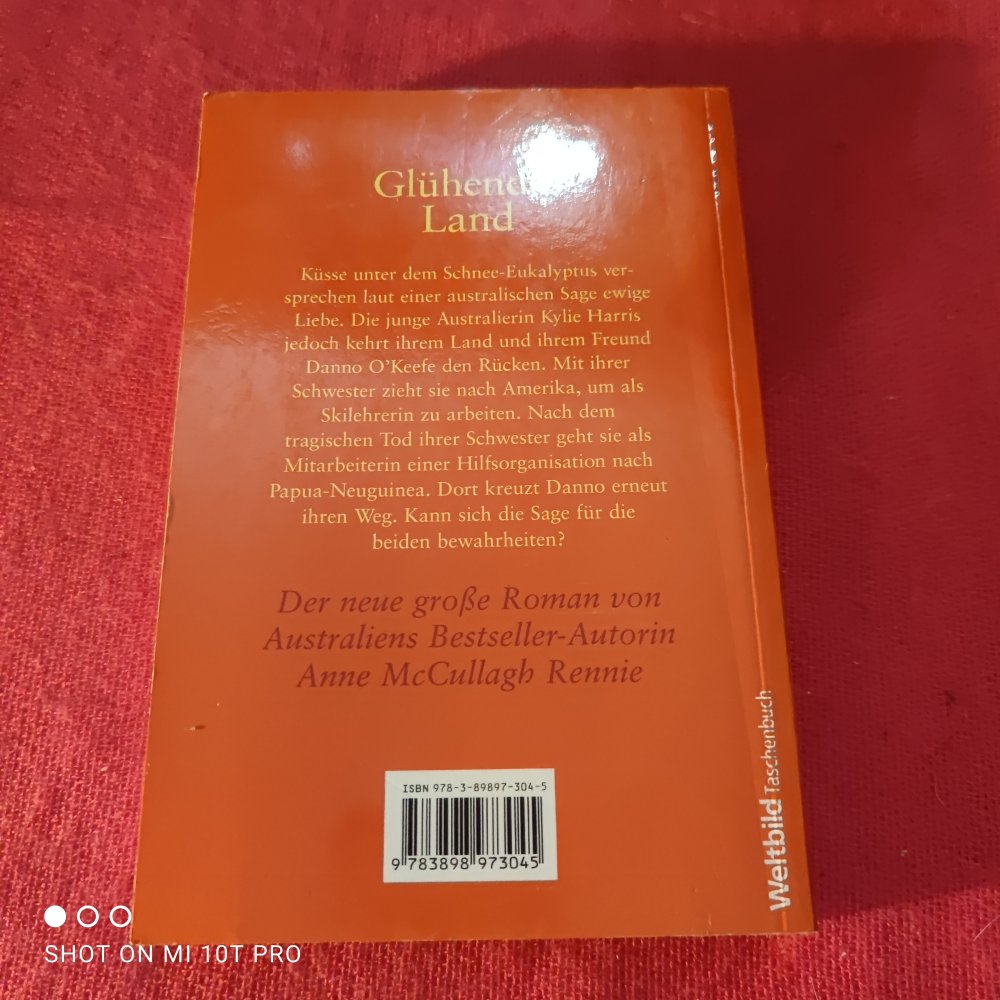 Land
Küsse unter dem Schnee-Eukalyptus ver-
sprechen laut einer australischen Sage ewige
Liebe. Die junge Australierin Kylie Harris
jedoch kehrt ihrem Land und ihrem Freund
Danno O'Keefe den Rücken. Mit ihrer
Schwester zieht sie nach Amerika, um als
Skilehrerin zu arbeiten. Nach dem
tragischen Tod ihrer Schwester geht sie als
Mitarbeiterin einer Hilfsorganisation nach
Papua-Neuguinea. Dort kreuzt Danno erneut
ihren Weg. Kann sich die Sage für die
beiden bewahrheiten?
Der neue große Roman von
Australiens Bestseller-Autorin
Anne McCullagh Rennie
ISBN 978-3-89897-304-5
9 783898 973045
Weltbild Taschenbuch
SHOT ON MI 10T PRO